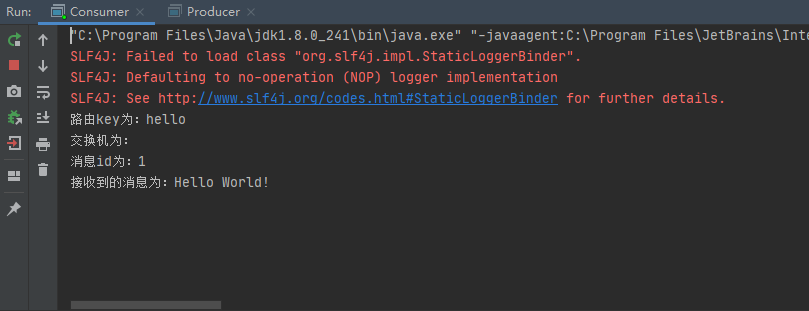 Run: Consumer Producer
"C:\Program Files\Java\jdk1.8.0_241\bin\java.exe" "-javaagent:C:\Program Files\JetBrains\Inte
SLF4J: Failed to load class "org.slf4j.impl.StaticLoggerBinder".
SLF4J: Defaulting to no-operation (NOP) logger implementation
SLF4J: See http://www.slf4j.org/codes.html#StaticLoggerBinder for further details.
路由key为：hello
交换机为：
消息id为：1
接收到的消息为：Hello World!